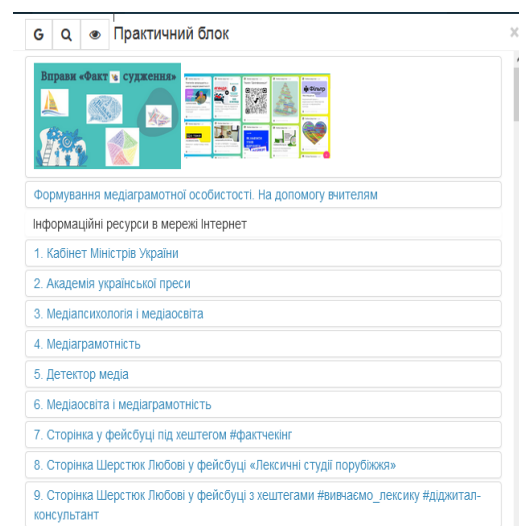 G
Практичний блок
×
Вправи «Факт чи судження»
Фільтр
Формування медіаграмотної особистості. На допомогу вчителям
Інформаційні ресурси в мережі Інтернет
1. Кабінет Міністрів України
2. Академія української преси
3. Медіапсихологія і медіаосвіта
4. Медіаграмотність
5. Детектор медіа
6. Медіаосвіта і медіаграмотність
7. Сторінка у фейсбуці під хештегом #фактчекінг
8. Сторінка Шерстюк Любові у фейсбуці «Лексичні студії порубіжжя»
9. Сторінка Шерстюк Любові у фейсбуці з хештегами #вивчаємо_лексику #діджитал-
консультант